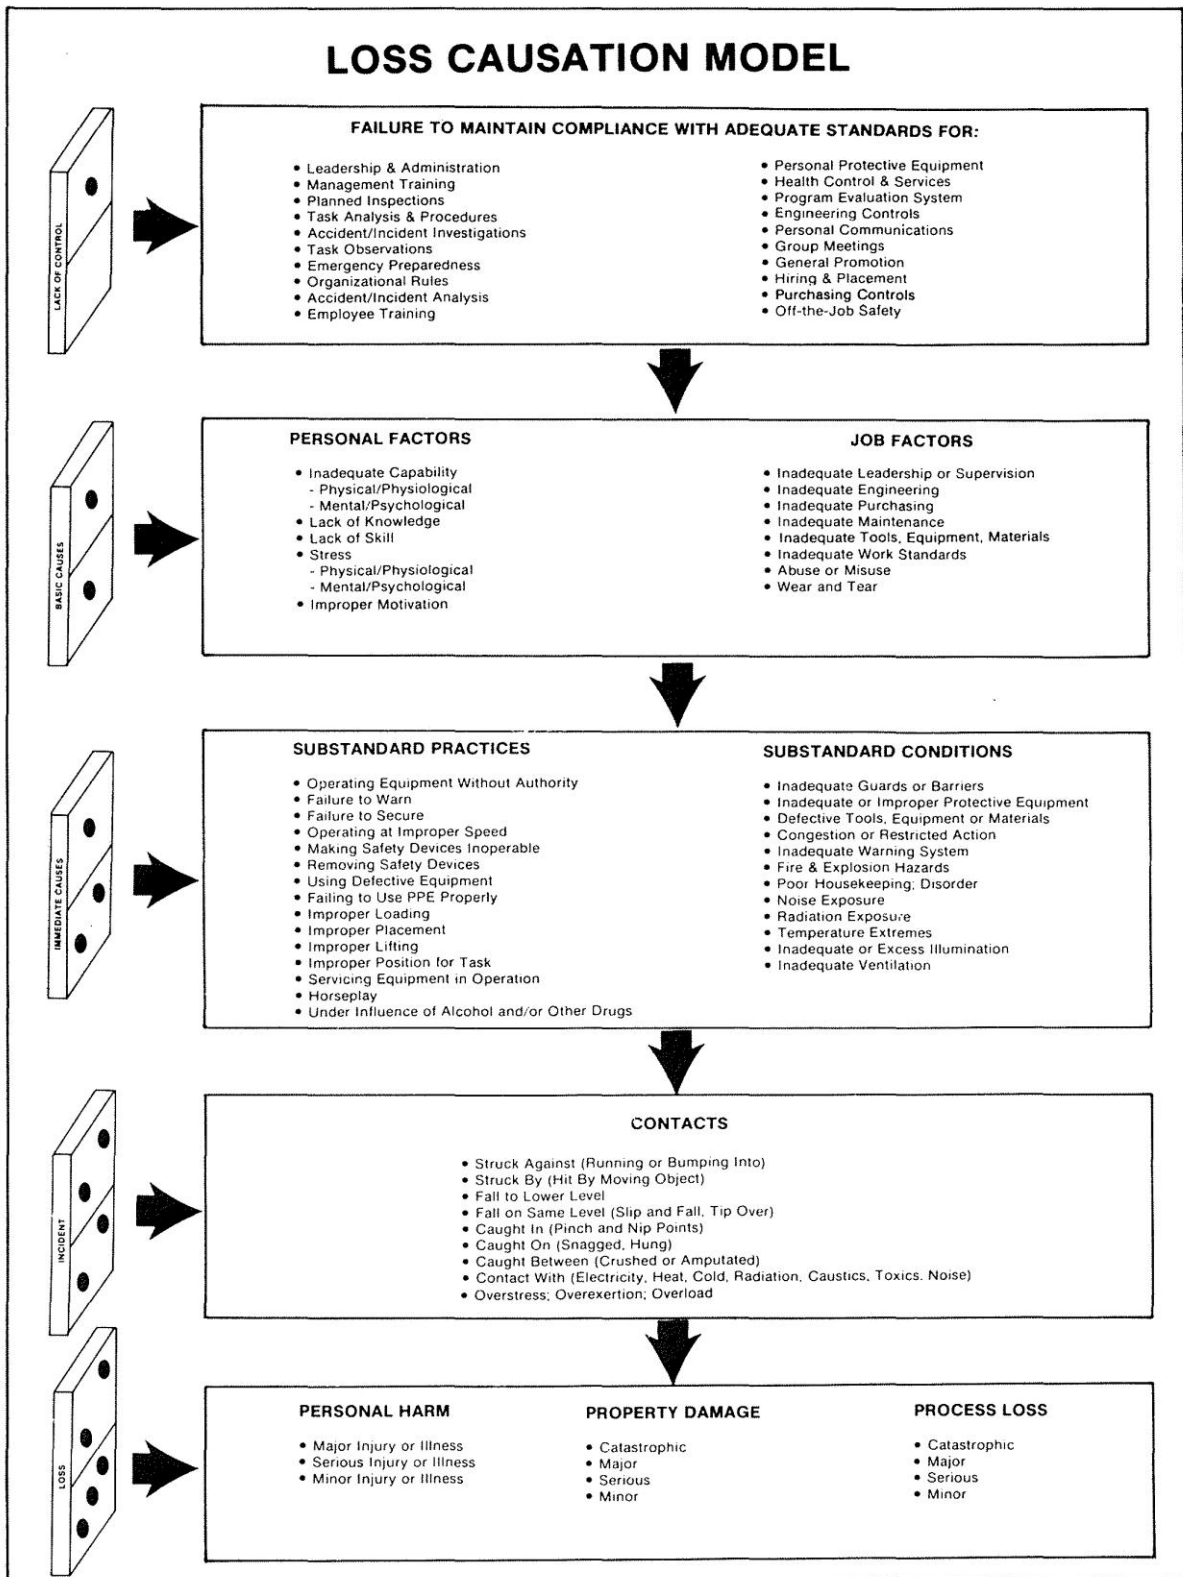 LOSS CAUSATION MODEL
LACK OF CONTROL
FAILURE TO MAINTAIN COMPLIANCE WITH ADEQUATE STANDARDS FOR:
• Leadership & Administration
• Management Training
• Planned Inspections
• Task Analysis & Procedures
• Accident/Incident Investigations
• Task Observations
• Emergency Preparedness
• Organizational Rules
• Accident/Incident Analysis
• Employee Training
• Personal Protective Equipment
• Health Control & Services
• Program Evaluation System
• Engineering Controls
• Personal Communications
• Group Meetings
• General Promotion
• Hiring & Placement
• Purchasing Controls
• Off-the-Job Safety
BASIC CAUSES
PERSONAL FACTORS
• Inadequate Capability
- Physical/Physiological
- Mental/Psychological
• Lack of Knowledge
• Lack of Skill
• Stress
- Physical/Physiological
- Mental/Psychological
• Improper Motivation
JOB FACTORS
• Inadequate Leadership or Supervision
• Inadequate Engineering
• Inadequate Purchasing
• Inadequate Maintenance
• Inadequate Tools, Equipment, Materials
• Inadequate Work Standards
• Abuse or Misuse
• Wear and Tear
IMMEDIATE CAUSES
SUBSTANDARD PRACTICES
• Operating Equipment Without Authority
• Failure to Warn
• Failure to Secure
• Operating at Improper Speed
• Making Safety Devices Inoperable
• Removing Safety Devices
• Using Defective Equipment
• Failing to Use PPE Properly
• Improper Loading
• Improper Placement
• Improper Lifting
• Improper Position for Task
• Servicing Equipment in Operation
• Horseplay
• Under Influence of Alcohol and/or Other Drugs
SUBSTANDARD CONDITIONS
• Inadequate Guards or Barriers
• Inadequate or Improper Protective Equipment
• Defective Tools, Equipment or Materials
• Congestion or Restricted Action
• Inadequate Warning System
• Fire & Explosion Hazards
• Poor Housekeeping; Disorder
• Noise Exposure
• Radiation Exposure
• Temperature Extremes
• Inadequate or Excess Illumination
• Inadequate Ventilation
INCIDENT
CONTACTS
• Struck Against (Running or Bumping Into)
• Struck By (Hit By Moving Object)
• Fall to Lower Level
• Fall on Same Level (Slip and Fall, Tip Over)
• Caught In (Pinch and Nip Points)
• Caught On (Snagged, Hung)
• Caught Between (Crushed or Amputated)
• Contact With (Electricity, Heat, Cold, Radiation, Caustics, Toxics. Noise)
• Overstress; Overexertion; Overload
LOSS
PERSONAL HARM
• Major Injury or Illness
• Serious Injury or Illness
• Minor Injury or Illness
PROPERTY DAMAGE
• Catastrophic
• Major
• Serious
• Minor
PROCESS LOSS
• Catastrophic
• Major
• Serious
• Minor